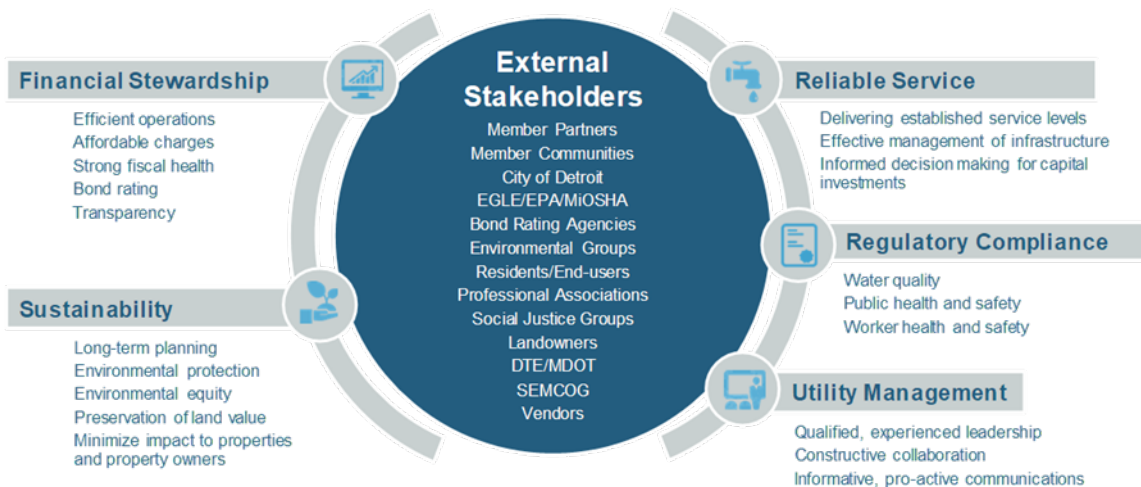 External
Stakeholders
Member Partners
Member Communities
City of Detroit
EGLE/EPA/MiOSHA
Bond Rating Agencies
Environmental Groups
Residents/End-users
Professional Associations
Social Justice Groups
Landowners
DTE/MDOT
SEMCOG
Vendors
Financial Stewardship
Efficient operations
Affordable charges
Strong fiscal health
Bond rating
Transparency
Sustainability
Long-term planning
Environmental protection
Environmental equity
Preservation of land value
Minimize impact to properties
and property owners
Reliable Service
Delivering established service levels
Effective management of infrastructure
Informed decision making for capital
investments
Regulatory Compliance
Water quality
Public health and safety
Worker health and safety
Utility Management
Qualified, experienced leadership
Constructive collaboration
Informative, pro-active communications